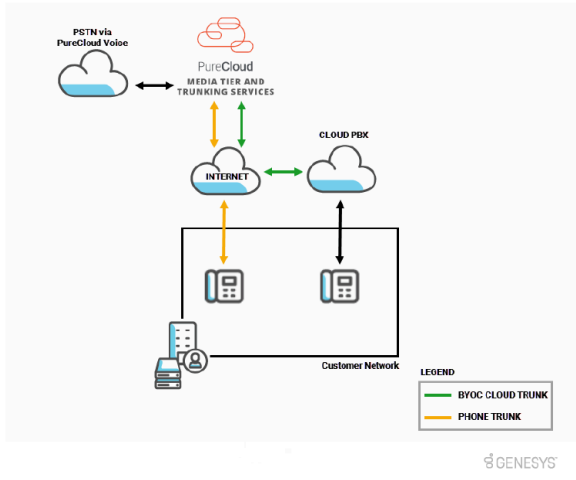 PSTN via
PureCloud Voice
PureCloud
MEDIA TIER AND
TRUNKING SERVICES
CLOUD PBX
INTERNET
Customer Network
LEGEND
BYOC CLOUD TRUNK
PHONE TRUNK
GENESYS™